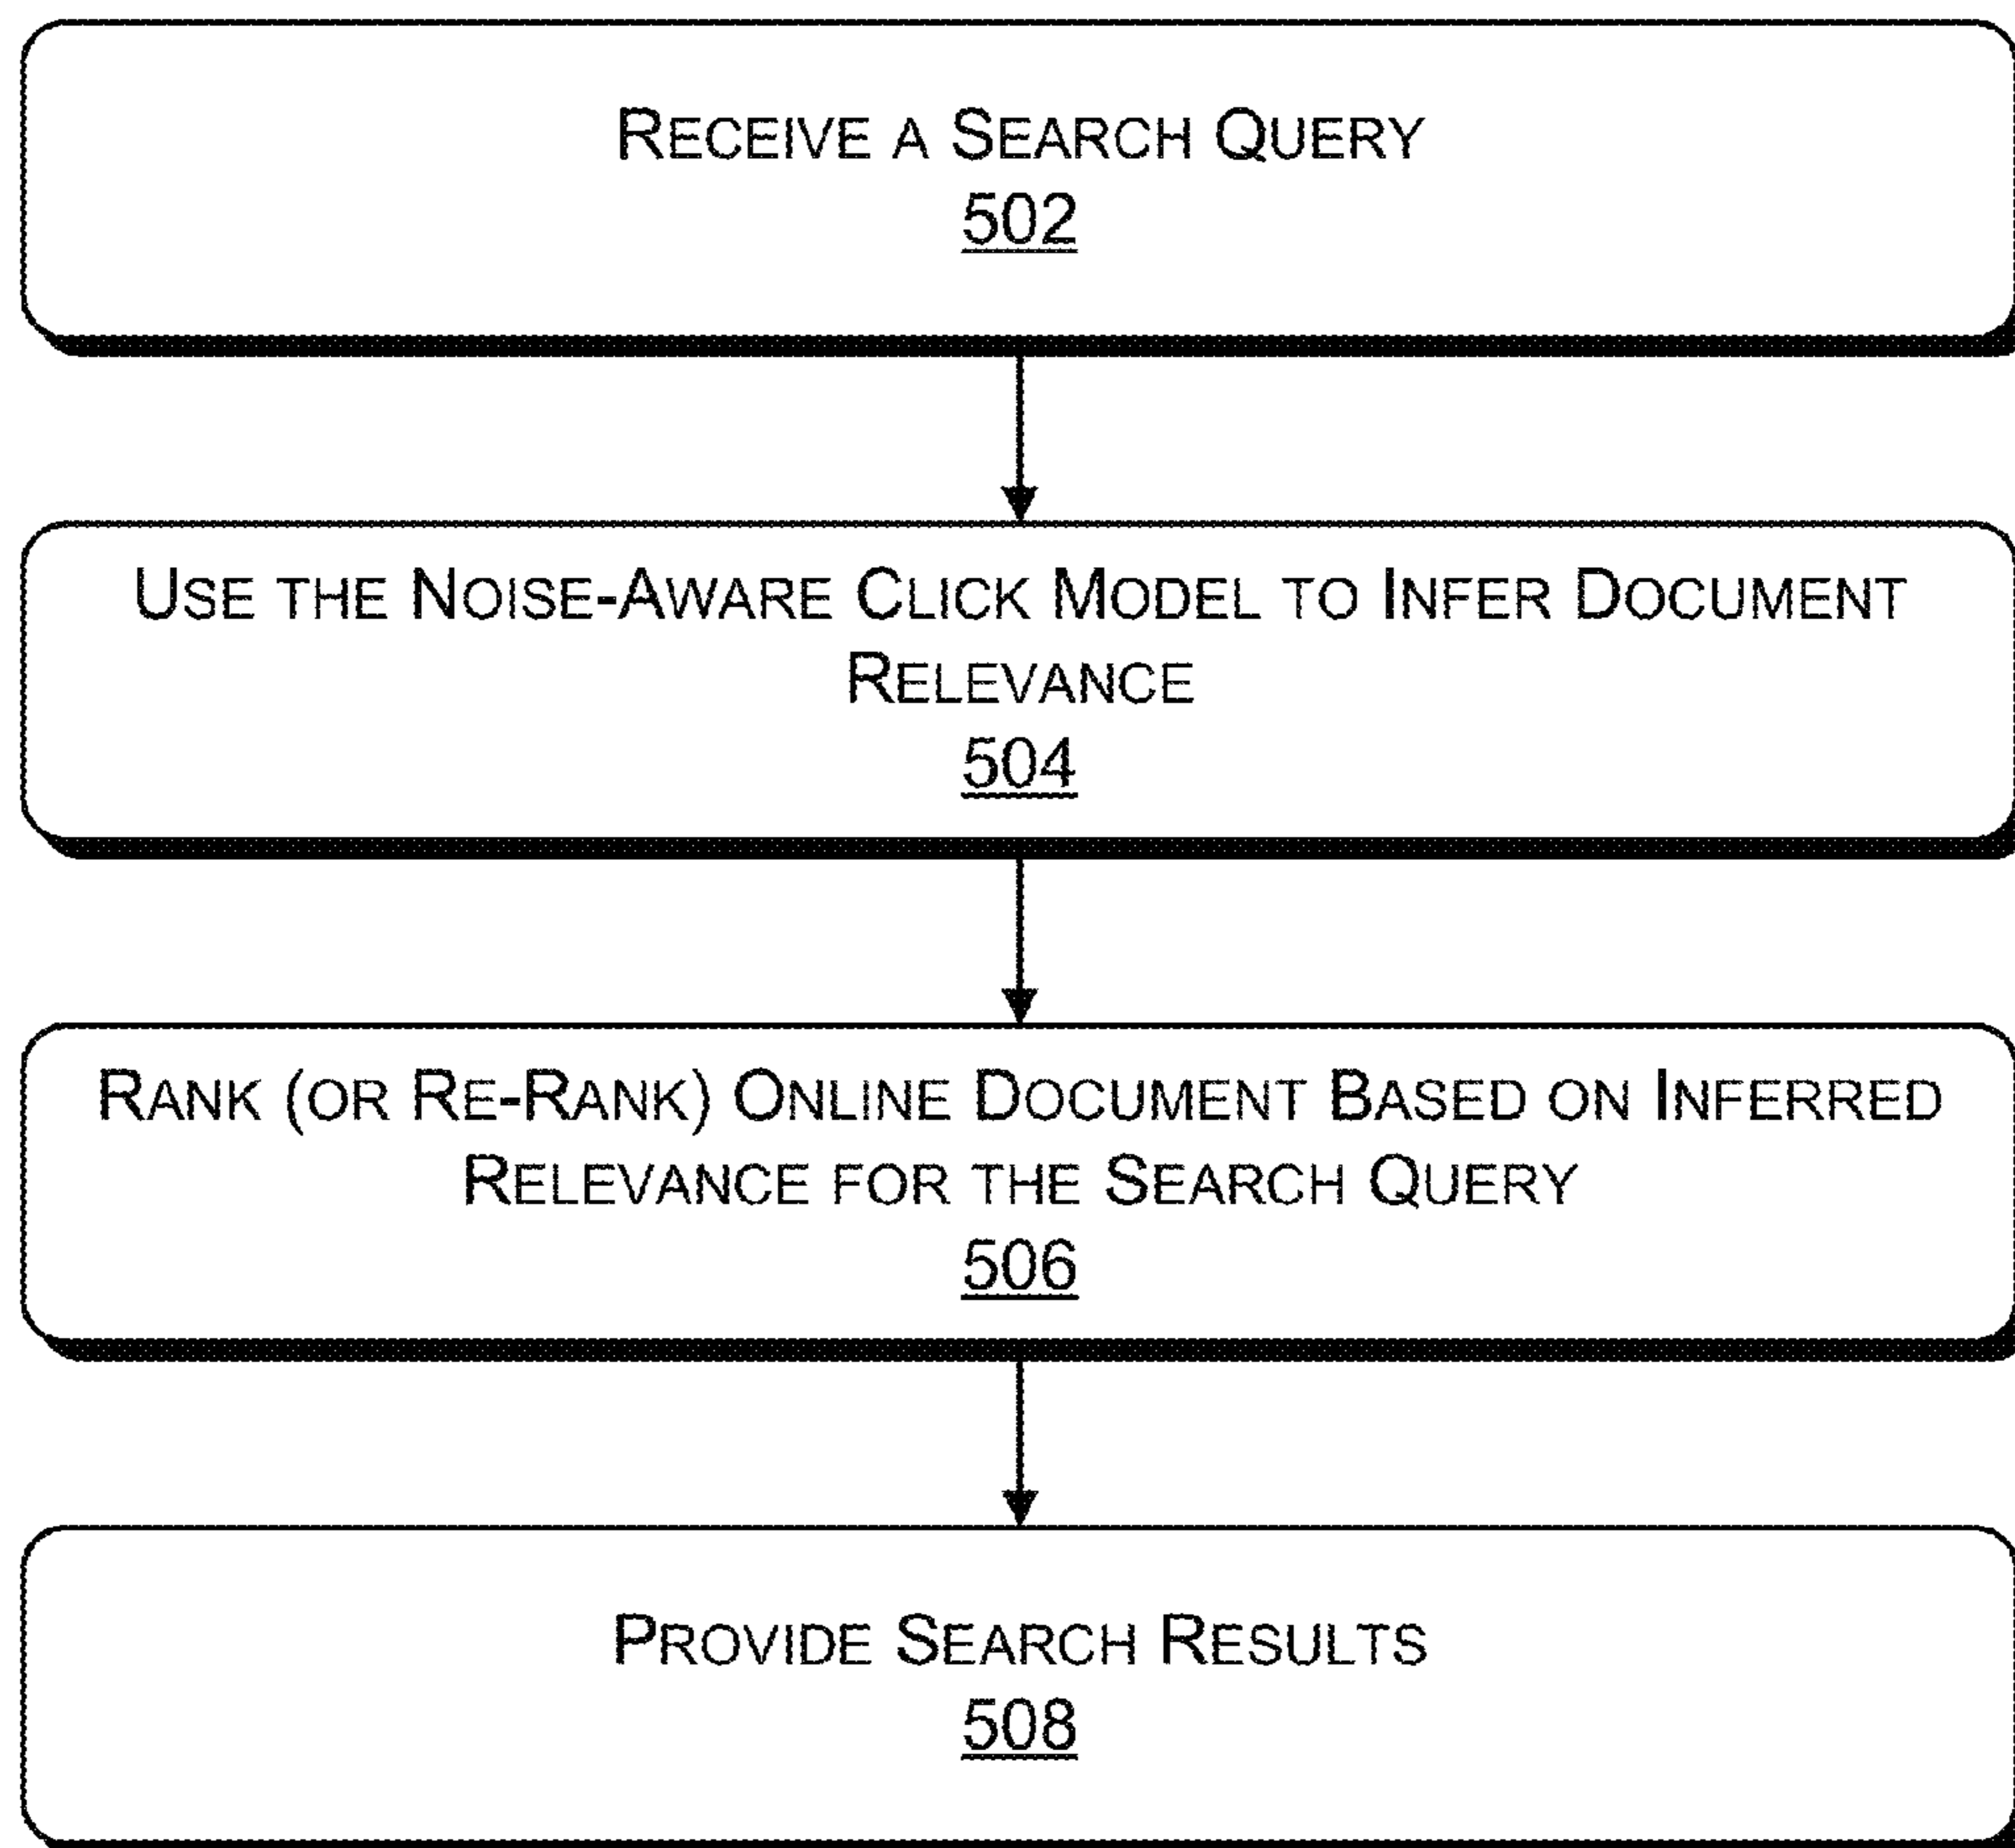 RECEIVE A SEARCH QUERY
502
USE THE NOISE-AWARE CLICK MODEL TO INFER DOCUMENT
RELEVANCE
504
RANK (OR RE-RANK) ONLINE DOCUMENT BASED ON INFERRED
RELEVANCE FOR THE SEARCH QUERY
506
PROVIDE SEARCH RESULTS
508